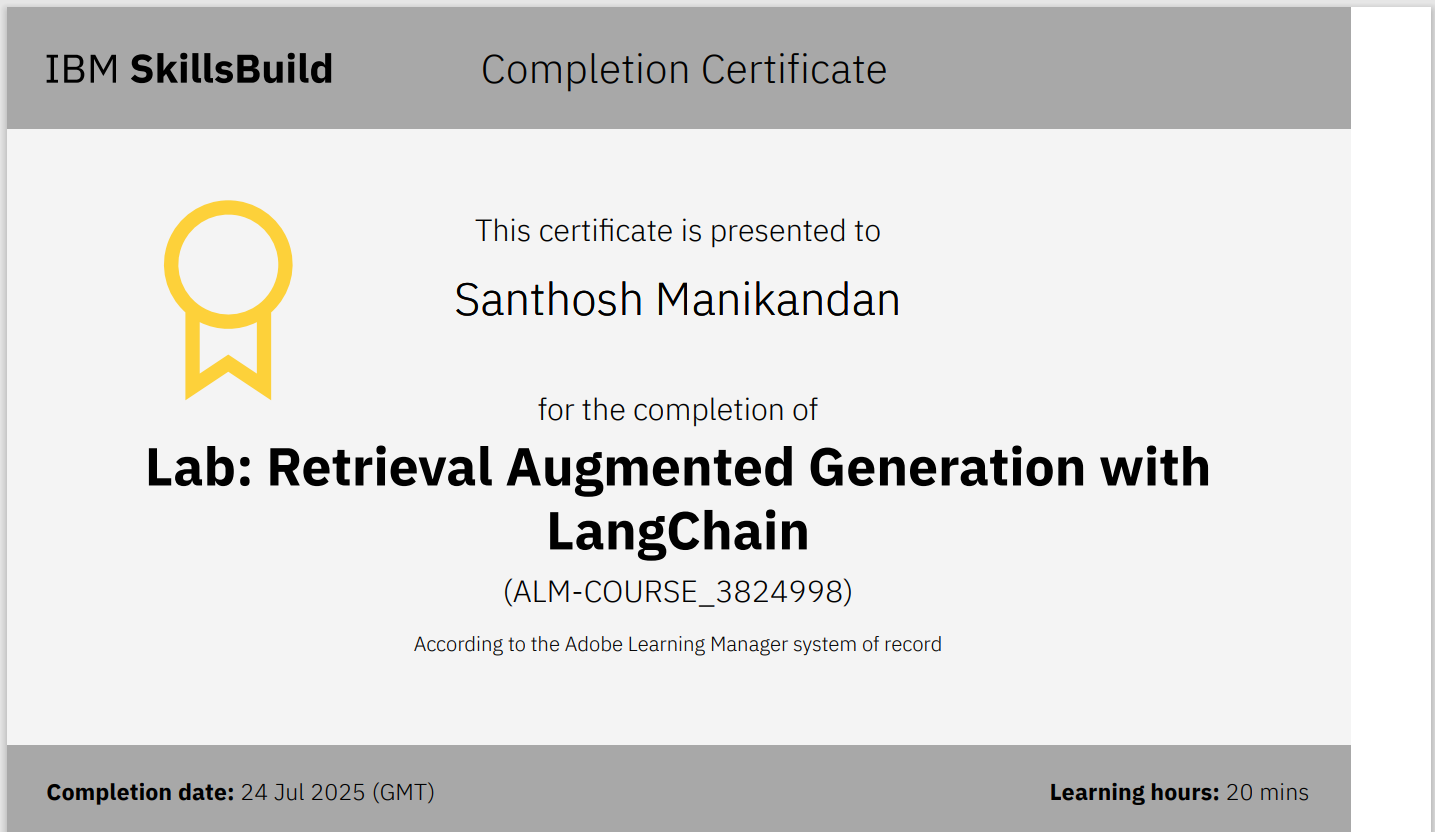 IBM SkillsBuild
Completion Certificate
This certificate is presented to
Santhosh Manikandan
for the completion of
Lab: Retrieval Augmented Generation with
LangChain
(ALM-COURSE_3824998)
According to the Adobe Learning Manager system of record
Completion date: 24 Jul 2025 (GMT)
Learning hours: 20 mins